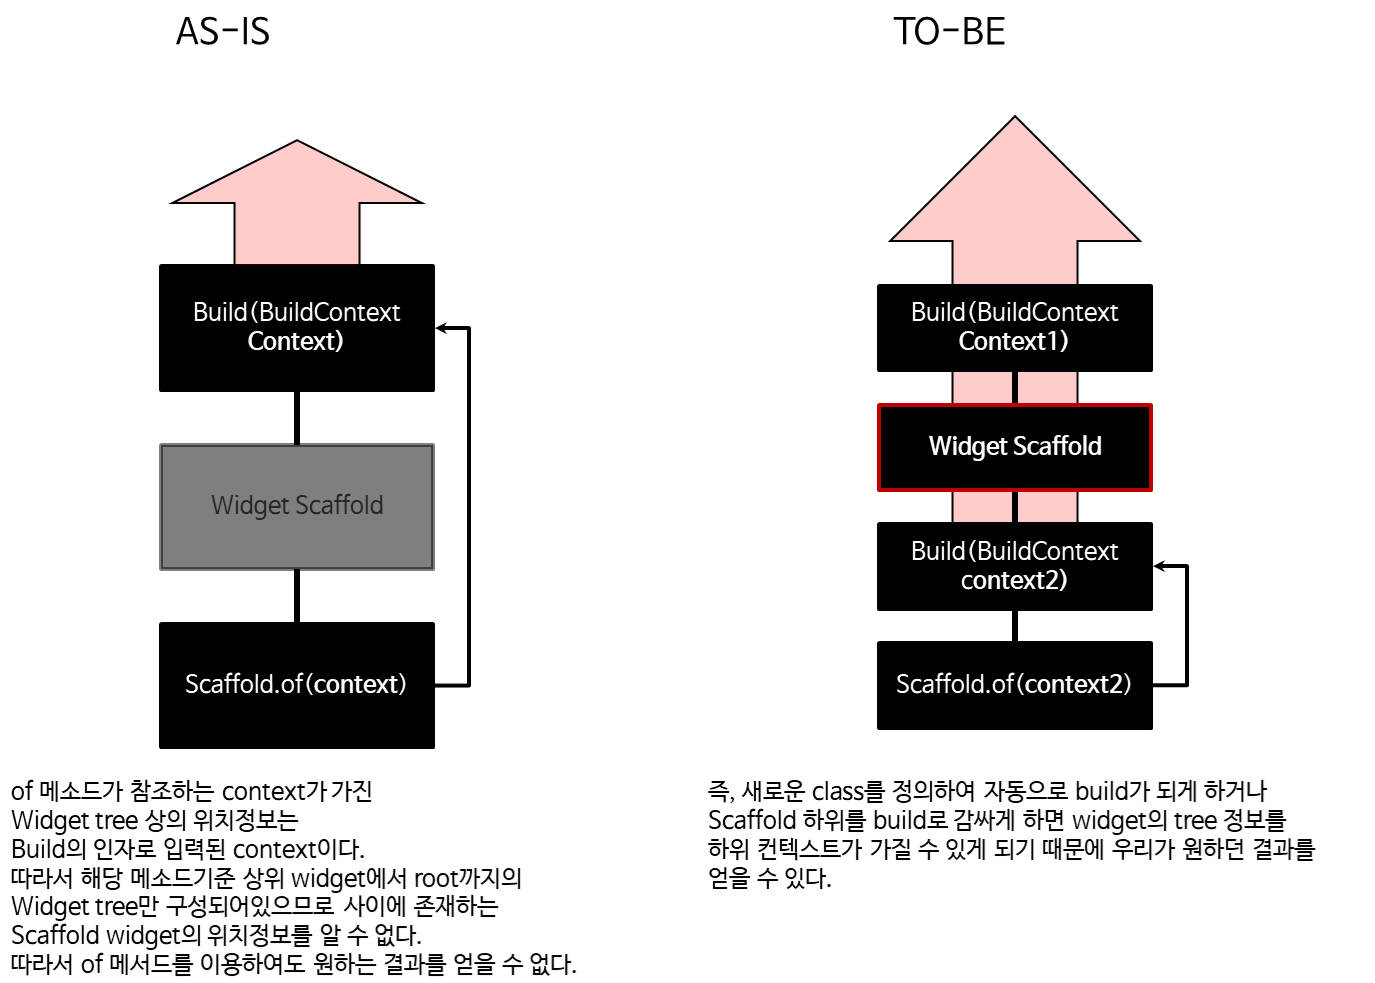 AS-IS
Build(BuildContext
Context)
Widget Scaffold
Scaffold.of(context)
of 메소드가 참조하는 context가 가진
Widget tree 상의 위치정보는
Build의 인자로 입력된 context이다.
따라서 해당 메소드기준 상위 widget에서 root까지의
Widget tree만 구성되어있으므로 사이에 존재하는
Scaffold widget의 위치정보를 알 수 없다.
따라서 of 메서드를 이용하여도 원하는 결과를 얻을 수 없다.
TO-BE
Build(BuildContext
Context1)
Widget Scaffold
Build(BuildContext
context2)
Scaffold.of(context2)
즉, 새로운 class를 정의하여 자동으로 build가 되게 하거나
Scaffold 하위를 build로 감싸게 하면 widget의 tree 정보를
하위 컨텍스트가 가질 수 있게 되기 때문에 우리가 원하던 결과를
얻을 수 있다.